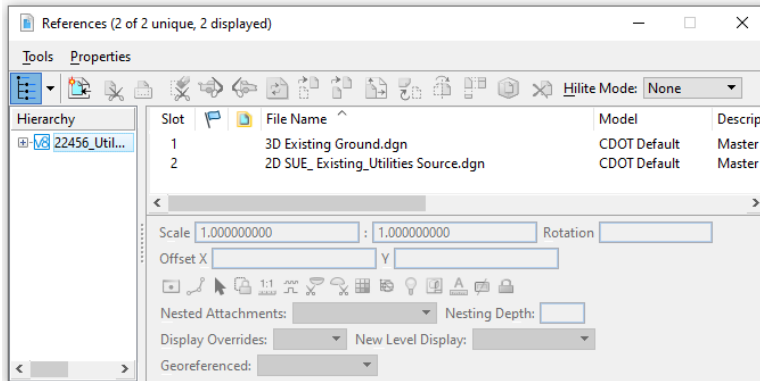 References (2 of 2 unique, 2 displayed)
Tools Properties
Hilite Mode: None
Hierarchy Slot File Name Model Descrip
22456_Util... 1 3D Existing Ground.dgn CDOT Default Master
2 2D SUE_ Existing_Utilities Source.dgn CDOT Default Master
Scale 1.000000000 : 1.000000000 Rotation
Offset X Y
1:1
Nested Attachments: Nesting Depth:
Display Overrides: New Level Display:
Georeferenced: